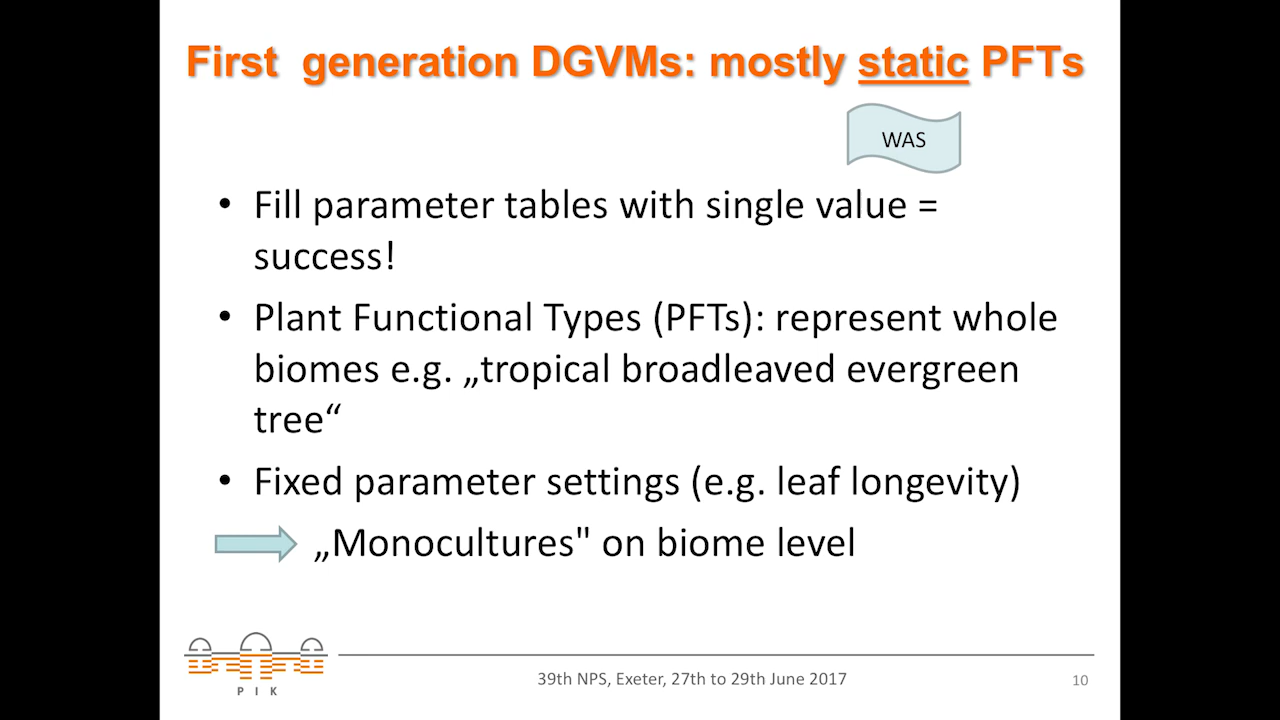 First  generation DGVMs: mostly static PFTs
WAS
• Fill parameter tables with single value =
success!
• Plant Functional Types (PFTs): represent whole
biomes e.g. „tropical broadleaved evergreen
tree“
• Fixed parameter settings (e.g. leaf longevity)
„Monocultures" on biome level
P I K
39th NPS, Exeter, 27th to 29th June 2017
10